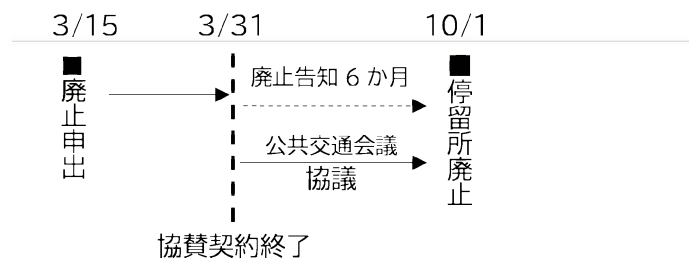 3/15 3/31 10/1
■廃止申出
廃止告知6か月
公共交通会議
協議
■停留所廃止
協賛契約終了